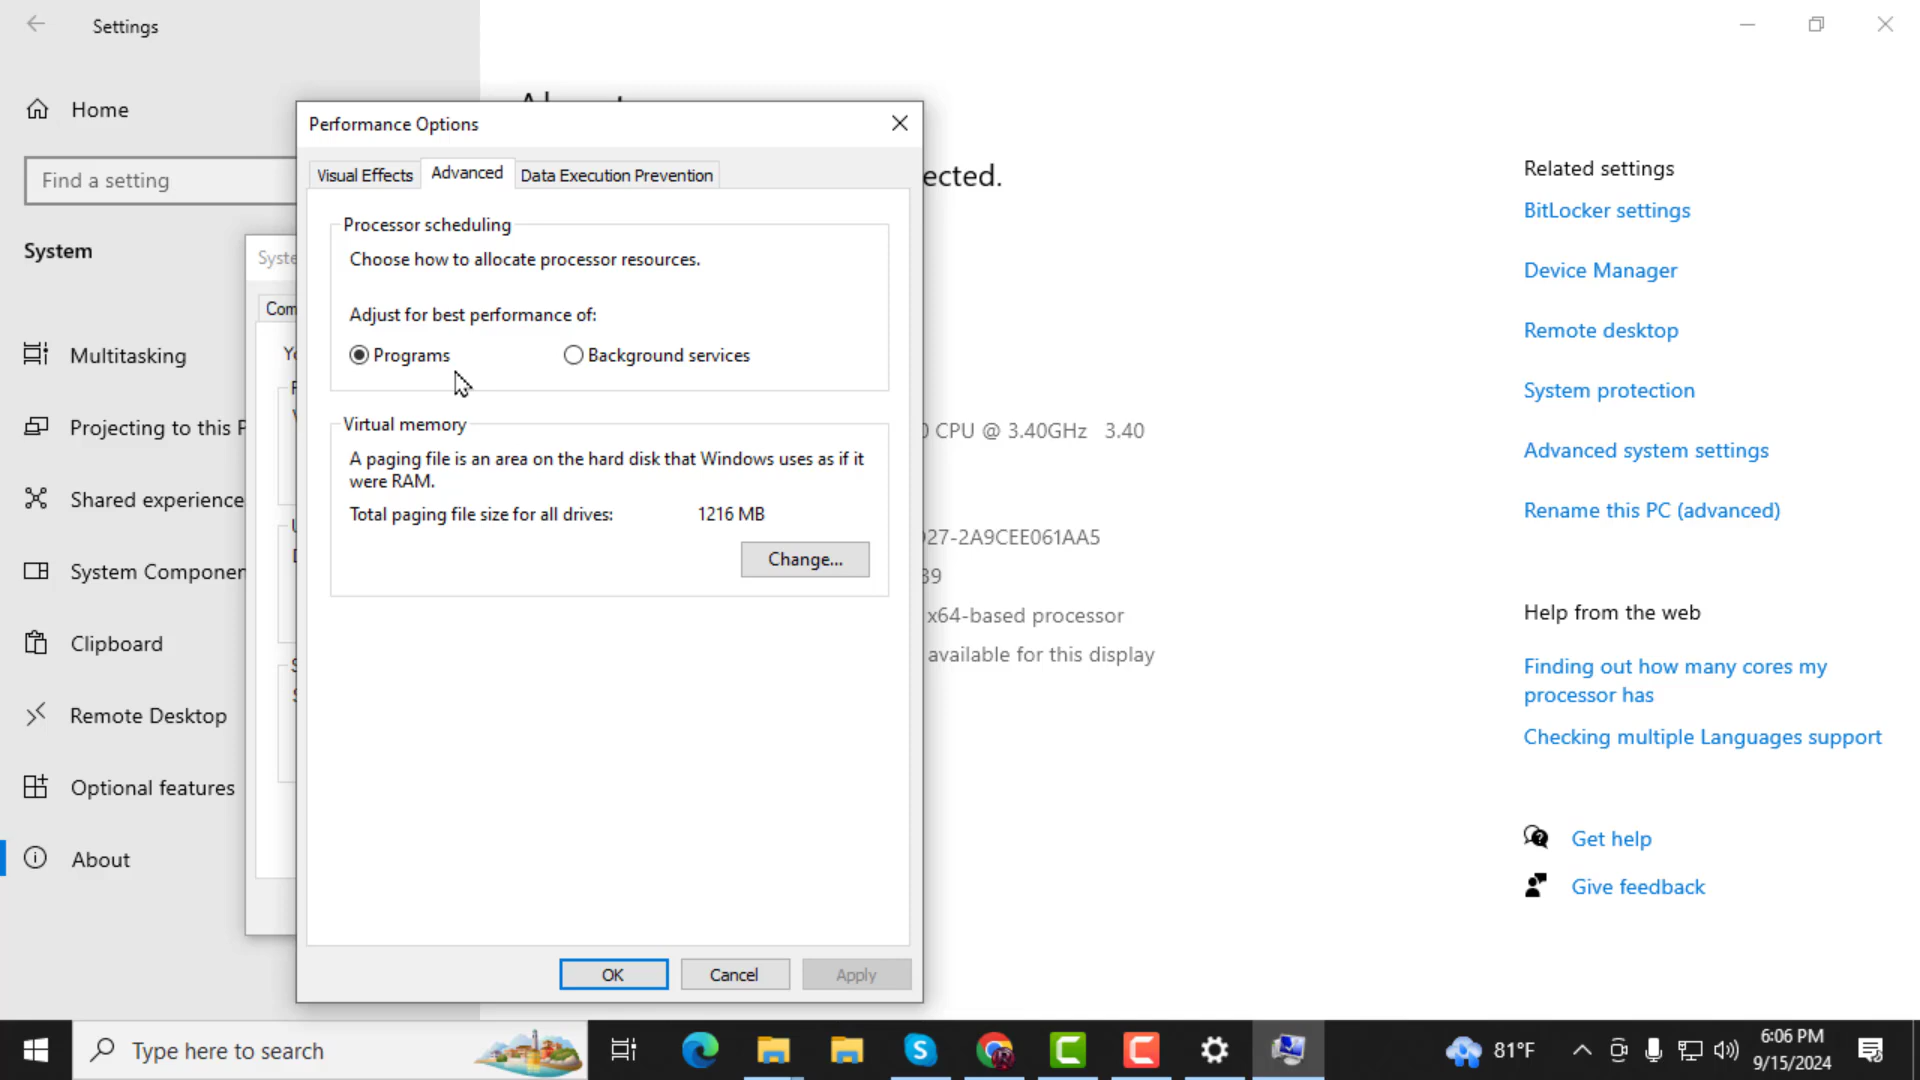 Settings
Home
Find a setting
System
Multitasking
Projecting to this P
Shared experience
System Componen
Clipboard
Remote Desktop
Optional features
About
Syste
Com
Performance Options
Visual Effects
Advanced
Data Execution Prevention
Processor scheduling
Choose how to allocate processor resources.
Adjust for best performance of:
Programs
Background services
Virtual memory
A paging file is an area on the hard disk that Windows uses as if it
were RAM.
Total paging file size for all drives: 1216 MB
Change...
OK
Cancel
Apply
ected.
0 CPU @ 3.40GHz 3.40
27-2A9CEE061AA5
39
x64-based processor
available for this display
Related settings
BitLocker settings
Device Manager
Remote desktop
System protection
Advanced system settings
Rename this PC (advanced)
Help from the web
Finding out how many cores my
processor has
Checking multiple Languages support
Get help
Give feedback
Type here to search
81°F
6:06 PM
9/15/2024